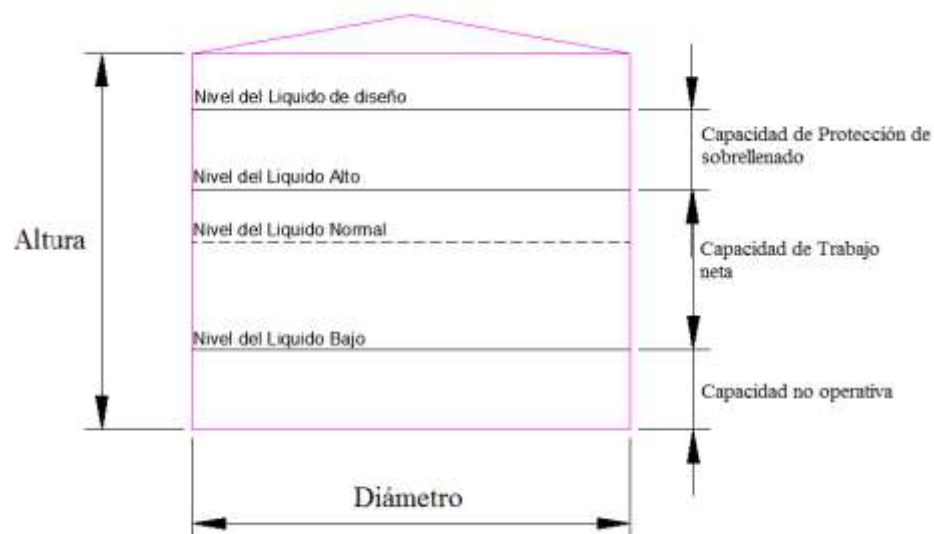 Nivel del Liquido de diseño
Capacidad de Protección de
sobrellenado
Nivel del Liquido Alto
Nivel del Liquido Normal
Altura
Capacidad de Trabajo
neta
Nivel del Liquido Bajo
Capacidad no operativa
Diámetro